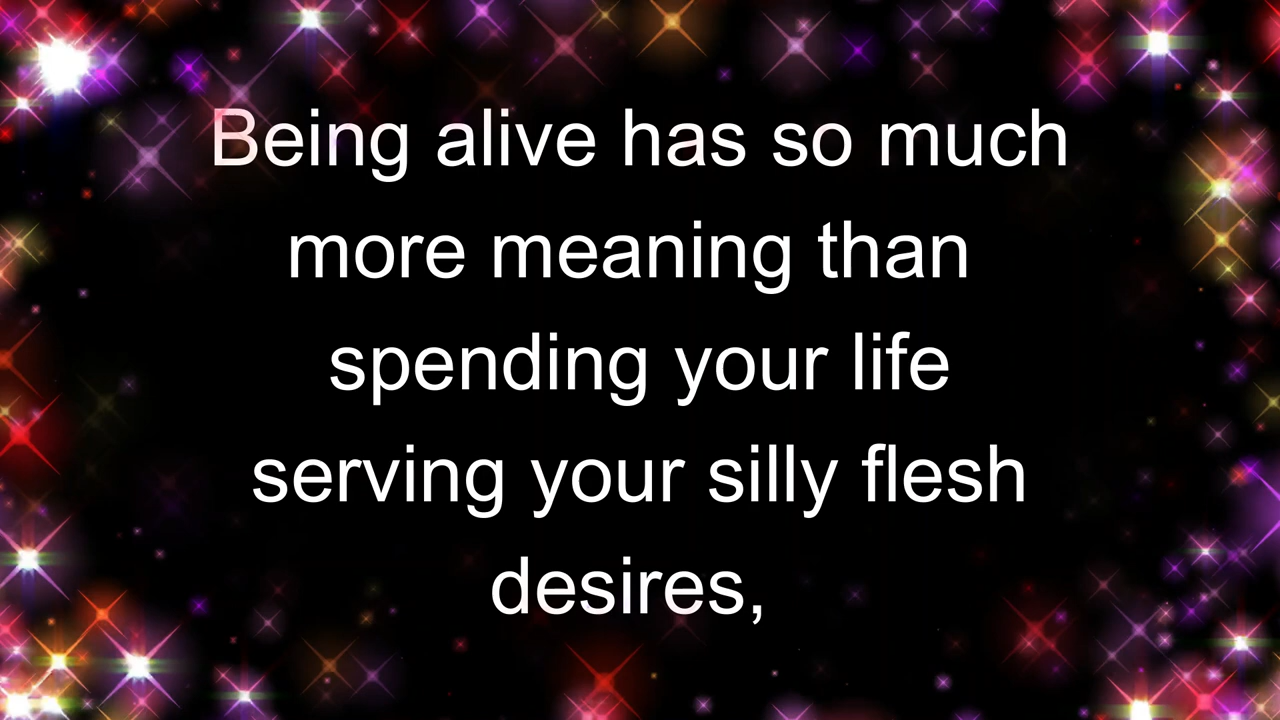 Being alive has so much
more meaning than
spending your life
serving your silly flesh
desires,